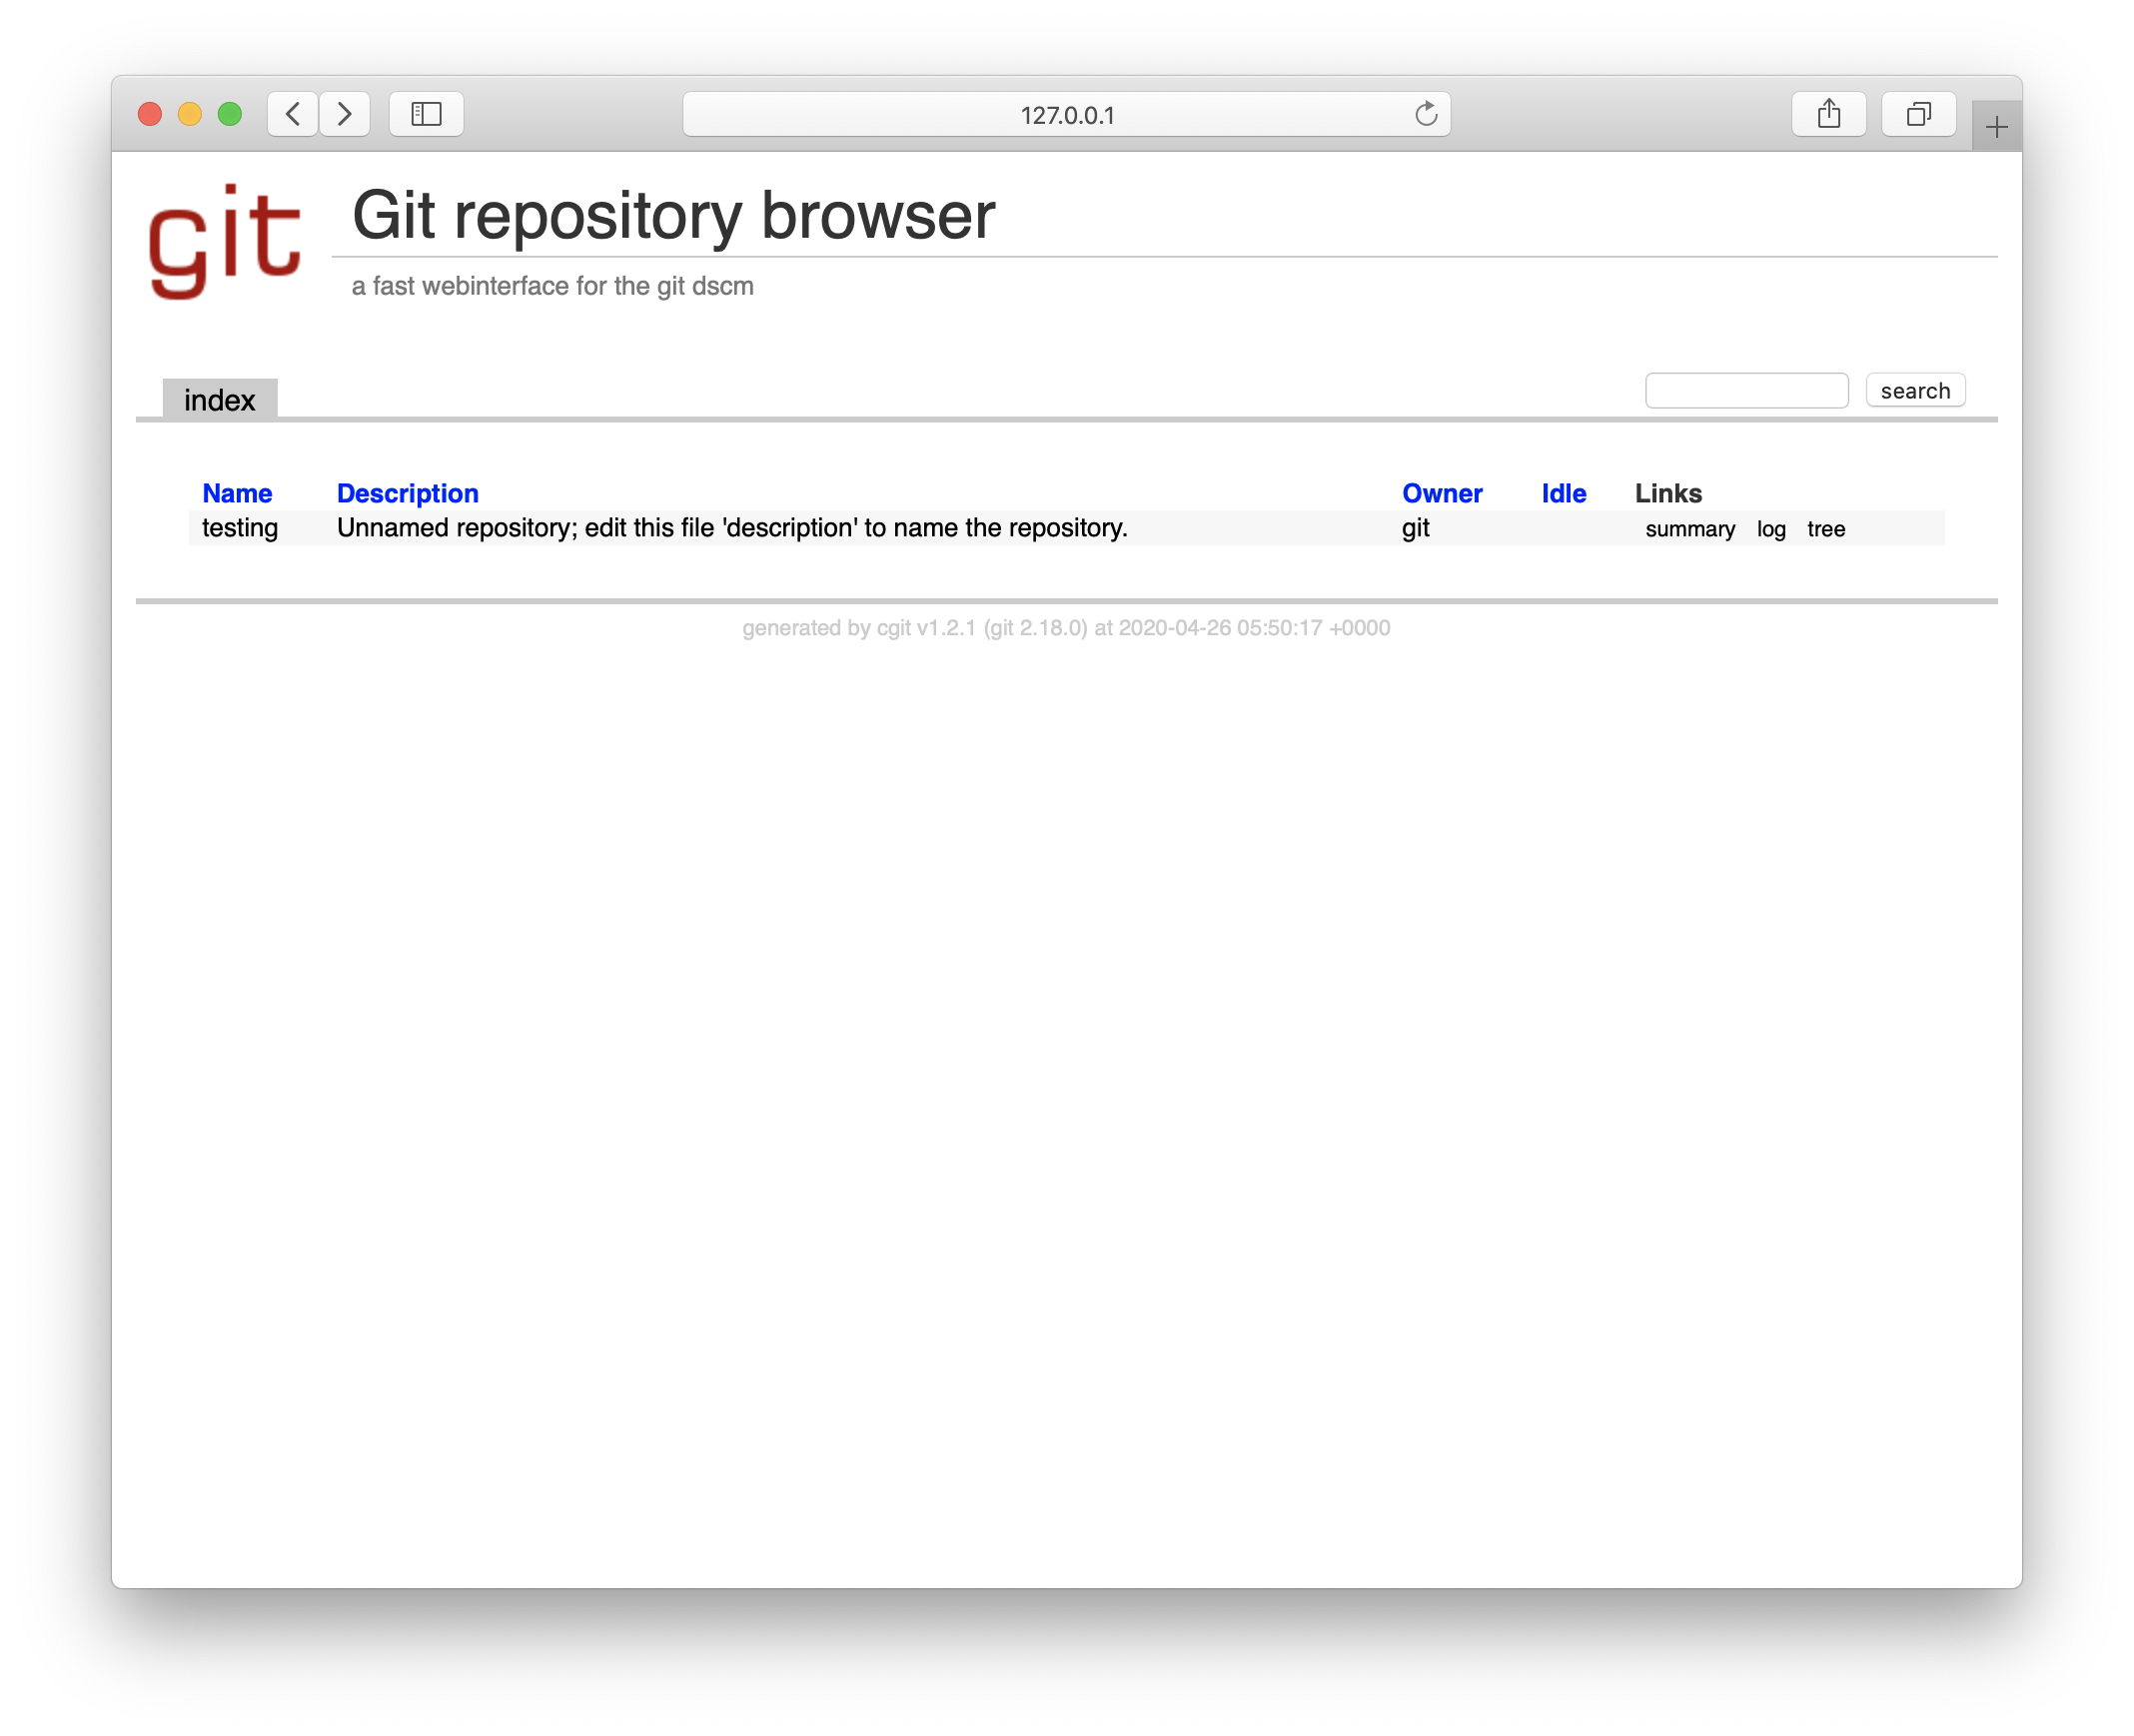 127.0.0.1
git
Git repository browser
a fast webinterface for the git dscm
index
search
Name Description Owner Idle Links
testing Unnamed repository; edit this file 'description' to name the repository. git summary log tree
generated by cgit v1.2.1 (git 2.18.0) at 2020-04-26 05:50:17 +0000